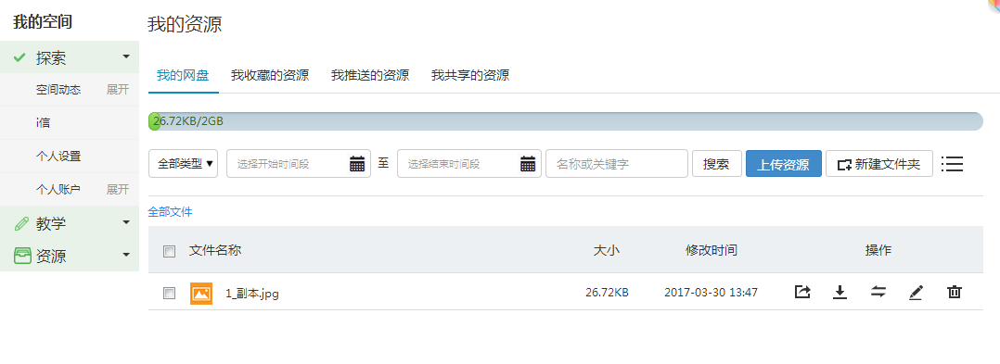 我的空间
探索
空间动态 展开
i信
个人设置
个人账户 展开
教学
资源
我的资源
我的网盘 我收藏的资源 我推送的资源 我共享的资源
26.72KB/2GB
全部类型 选择开始时间段 至 选择结束时间段 名称或关键字 搜索 上传资源 新建文件夹
全部文件
文件名称 大小 修改时间 操作
1_副本.jpg 26.72KB 2017-03-30 13:47